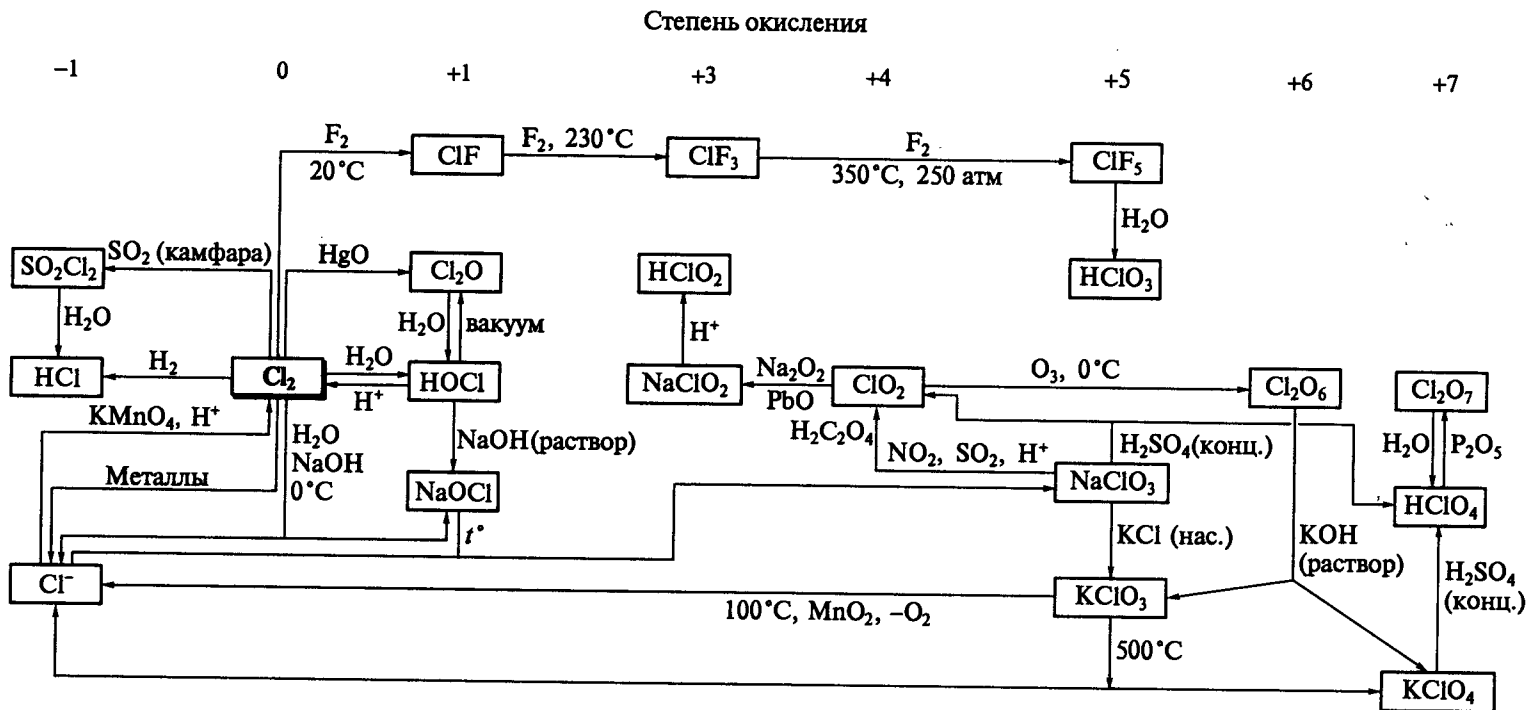 Степень окисления
−1 0 +1 +3 +4 +5 +6 +7
F₂ ClF F₂, 230°C ClF₃ F₂ ClF₅
20°C 350°C, 250 атм
H₂O
SO₂Cl₂ SO₂ (камфара) HgO Cl₂O HClO₂ HClO₃
H₂O H₂O вакуум H⁺
HCl H₂ Cl₂ H₂O HOCl NaClO₂ Na₂O₂ ClO₂ O₃, 0°C Cl₂O₆ Cl₂O₇
H⁺ PbO
KMnO₄, H⁺ H₂O NaOH (раствор) H₂C₂O₄ NO₂, SO₂, H⁺ H₂SO₄(конц.) H₂O P₂O₅
NaOH
Металлы 0°C NaOCl NaClO₃ HClO₄
t° KCl (нас.) KOH
(раствор) H₂SO₄
(конц.)
Cl⁻ KClO₃
100°C, MnO₂, −O₂
500°C
KClO₄